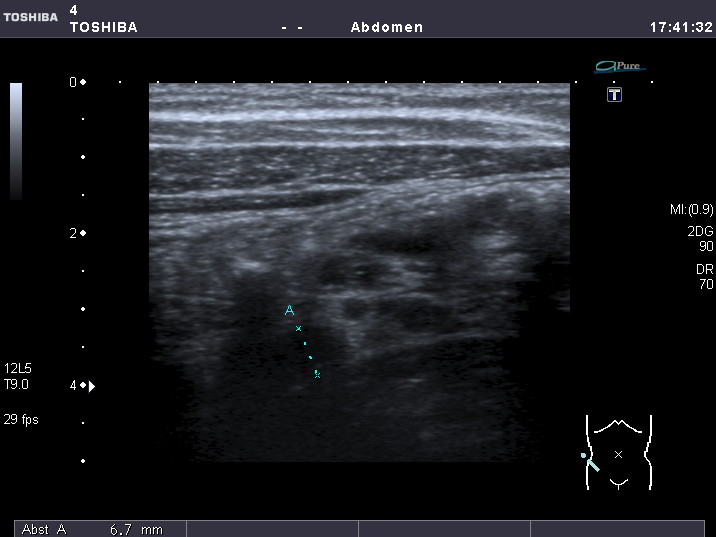 TOSHIBA
4
TOSHIBA - - Abdomen 17:41:32
Pure
T
0
2
4
A
MI:(0.9)
2DG
90
DR
70
12L5
T9.0
29 fps
Abst A 6.7 mm